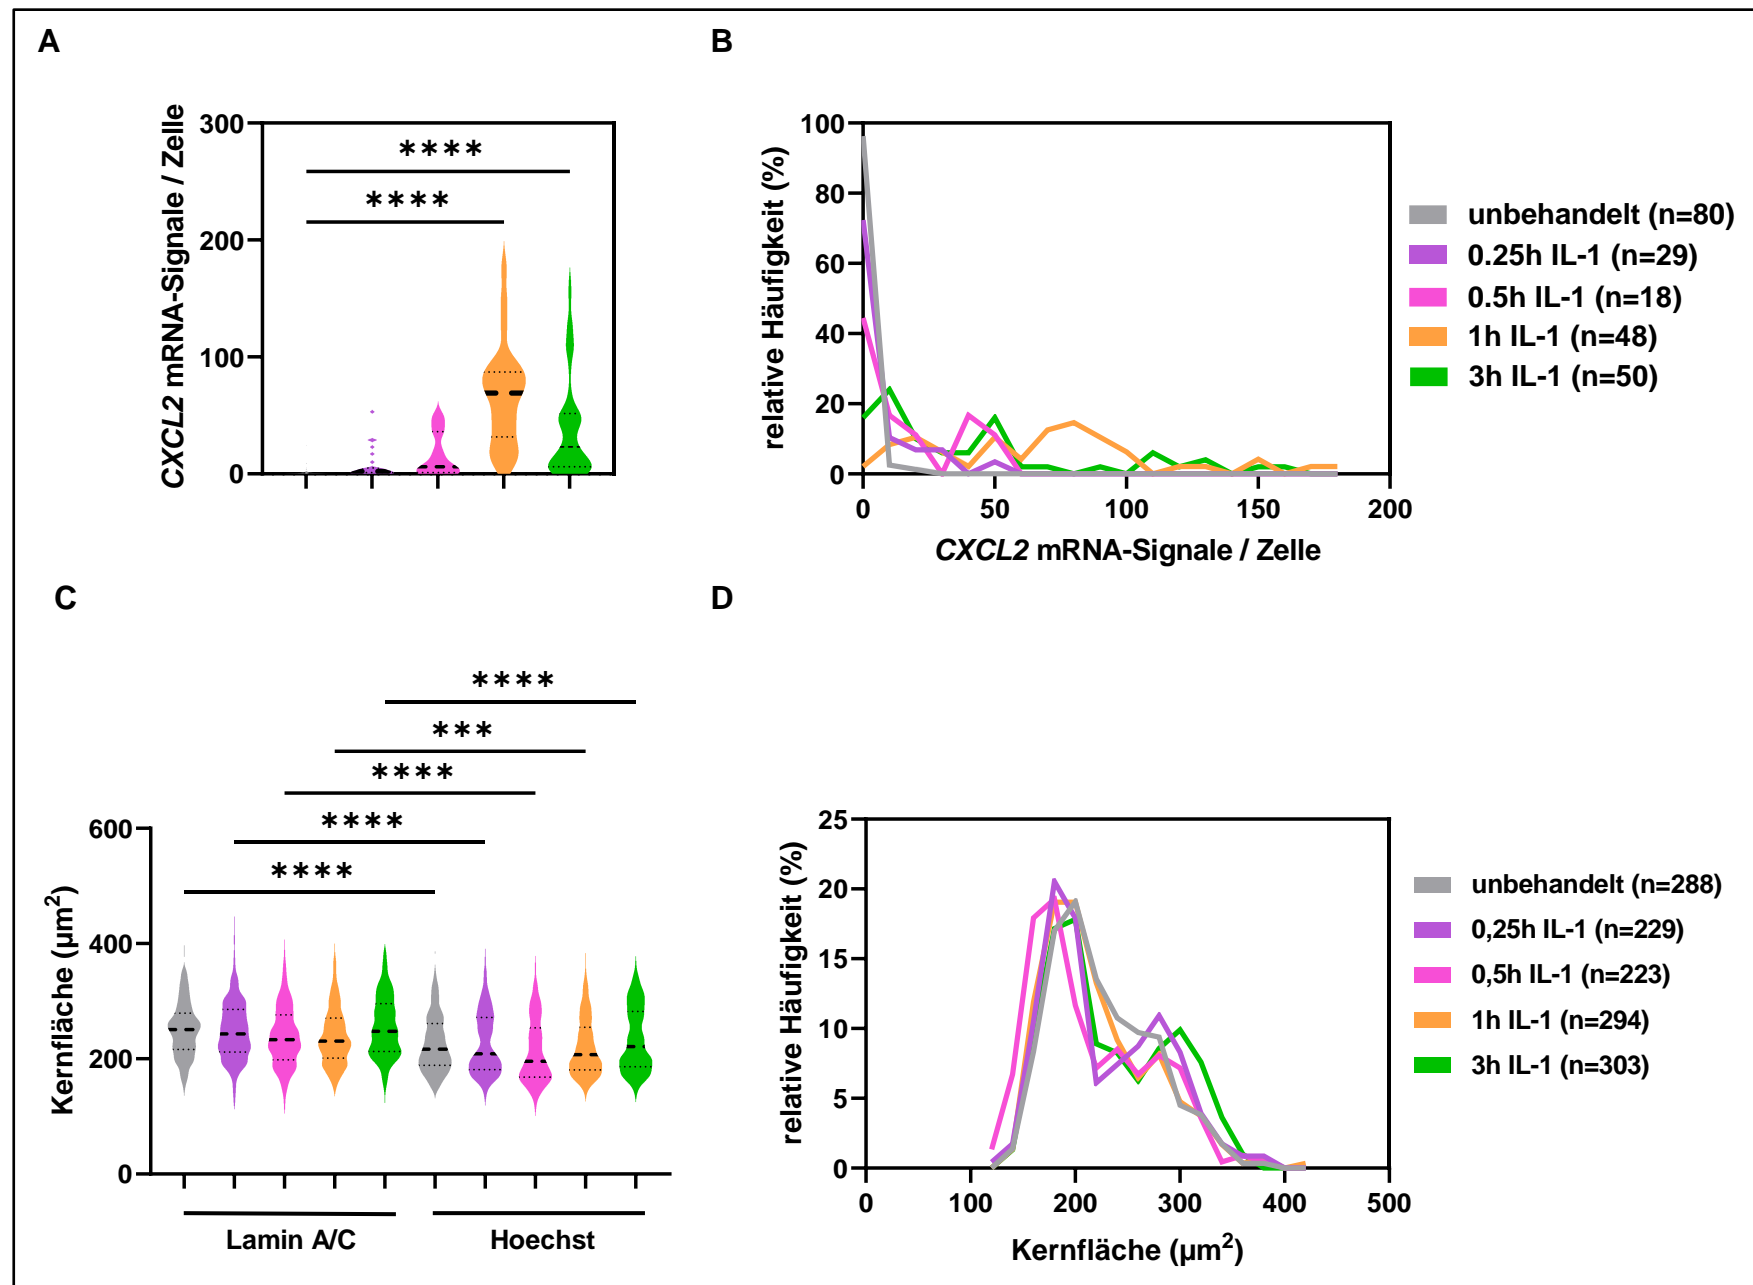 A
CXCL2 mRNA-Signale / Zelle
300
200
100
0
****
****
B
relative Häufigkeit (%)
100
80
60
40
20
0
0 50 100 150 200
CXCL2 mRNA-Signale / Zelle
unbehandelt (n=80)
0.25h IL-1 (n=29)
0.5h IL-1 (n=18)
1h IL-1 (n=48)
3h IL-1 (n=50)
C
****
***
****
****
****
Kernfläche (µm²)
600
400
200
0
Lamin A/C
Hoechst
D
relative Häufigkeit (%)
25
20
15
10
5
0
0 100 200 300 400 500
Kernfläche (µm²)
unbehandelt (n=288)
0,25h IL-1 (n=229)
0,5h IL-1 (n=223)
1h IL-1 (n=294)
3h IL-1 (n=303)